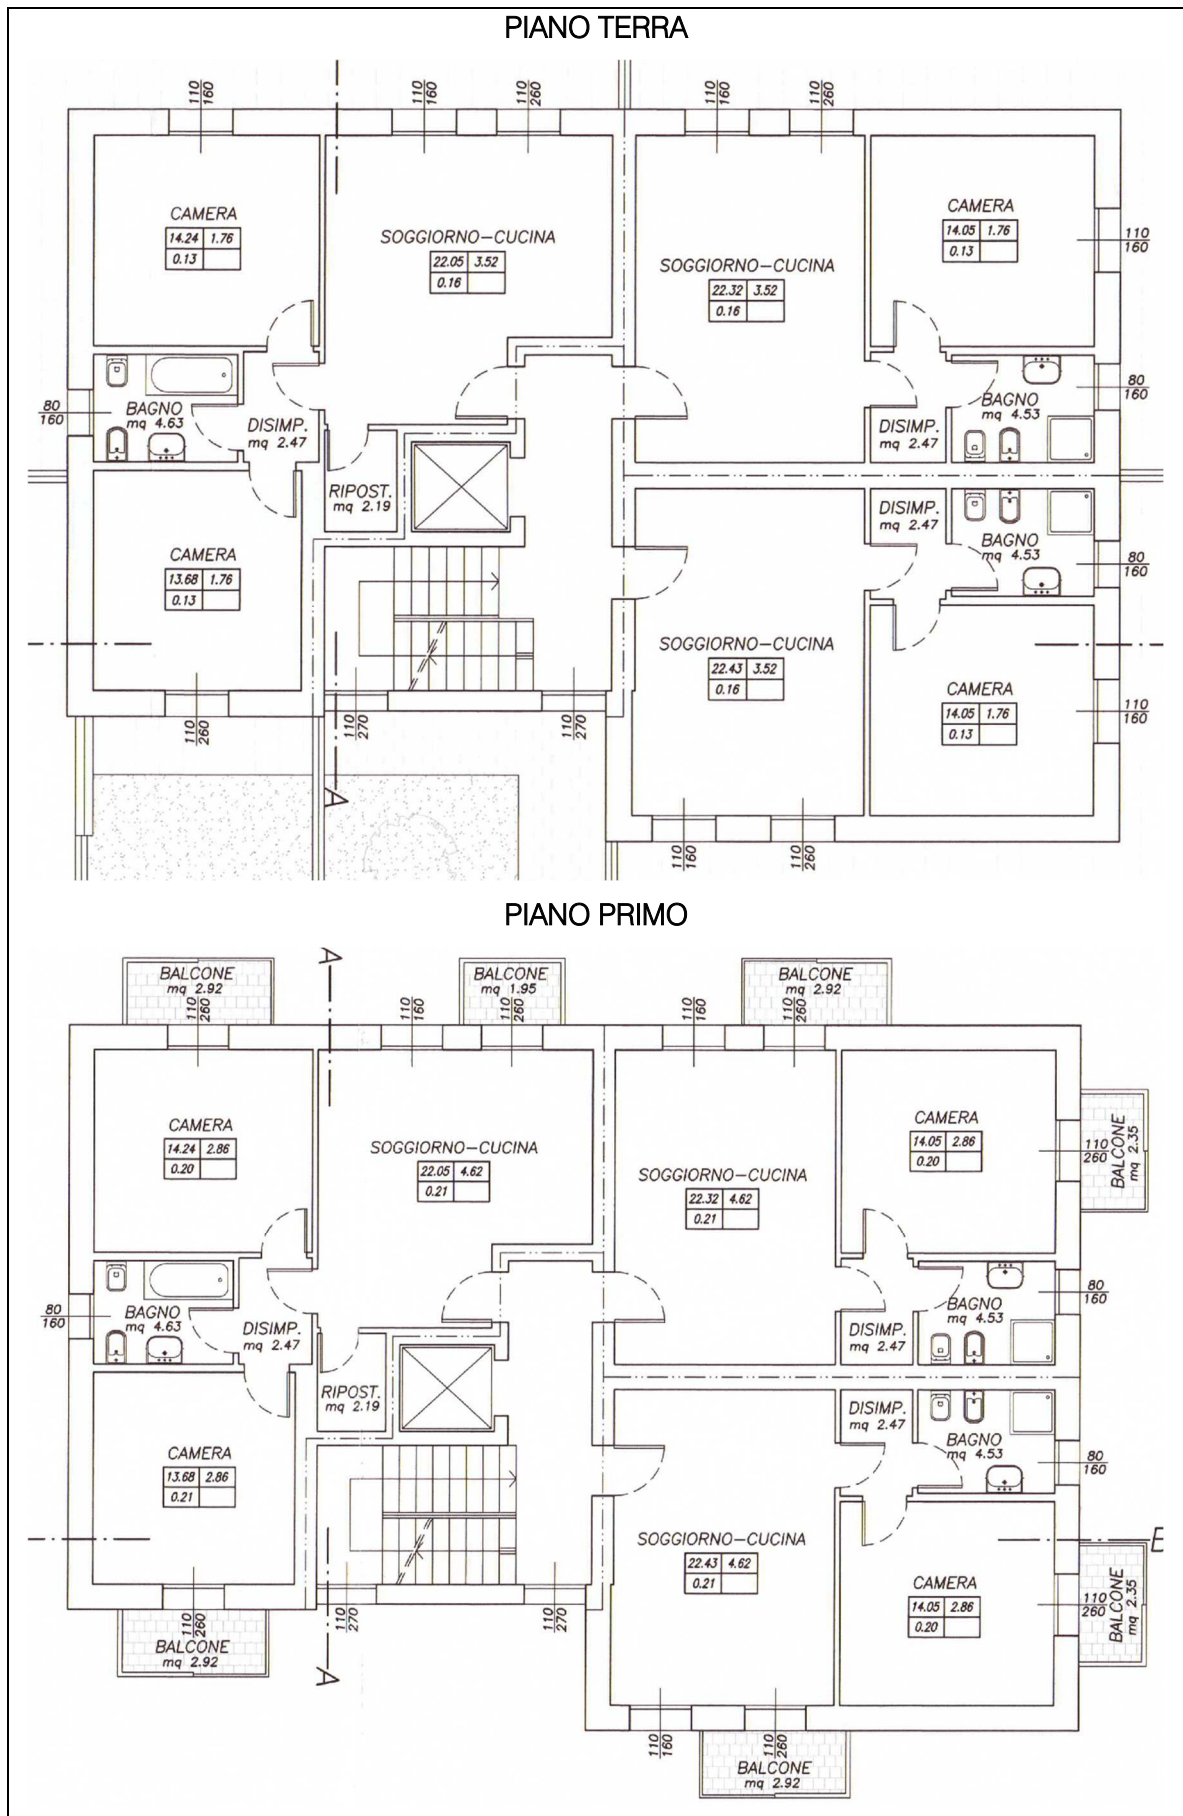 PIANO TERRA
110
160
110
160
110
260
110
160
110
260
CAMERA
14.24 1.76
0.13
SOGGIORNO-CUCINA
22.05 3.52
0.16
SOGGIORNO-CUCINA
22.32 3.52
0.16
CAMERA
14.05 1.76
0.13
110
160
80
160
BAGNO
mq 4.63
DISIMP.
mq 2.47
RIPOST.
mq 2.19
DISIMP.
mq 2.47
BAGNO
mq 4.53
80
160
CAMERA
13.68 1.76
0.13
DISIMP.
mq 2.47
BAGNO
mq 4.53
80
160
SOGGIORNO-CUCINA
22.43 3.52
0.16
CAMERA
14.05 1.76
0.13
110
160
110
260
110
270
110
270
A
110
160
110
260
PIANO PRIMO
A
BALCONE
mq 2.92
BALCONE
mq 1.95
BALCONE
mq 2.92
110
260
110
160
110
260
110
160
110
260
CAMERA
14.24 2.86
0.20
SOGGIORNO-CUCINA
22.05 4.62
0.21
SOGGIORNO-CUCINA
22.32 4.62
0.21
CAMERA
14.05 2.86
0.20
110
260
BALCONE
mq 2.35
80
160
BAGNO
mq 4.63
DISIMP.
mq 2.47
RIPOST.
mq 2.19
DISIMP.
mq 2.47
BAGNO
mq 4.53
80
160
CAMERA
13.68 2.86
0.21
DISIMP.
mq 2.47
BAGNO
mq 4.53
80
160
SOGGIORNO-CUCINA
22.43 4.62
0.21
CAMERA
14.05 2.86
0.20
110
260
BALCONE
mq 2.35
110
260
BALCONE
mq 2.92
110
270
110
270
A
110
160
110
260
BALCONE
mq 2.92